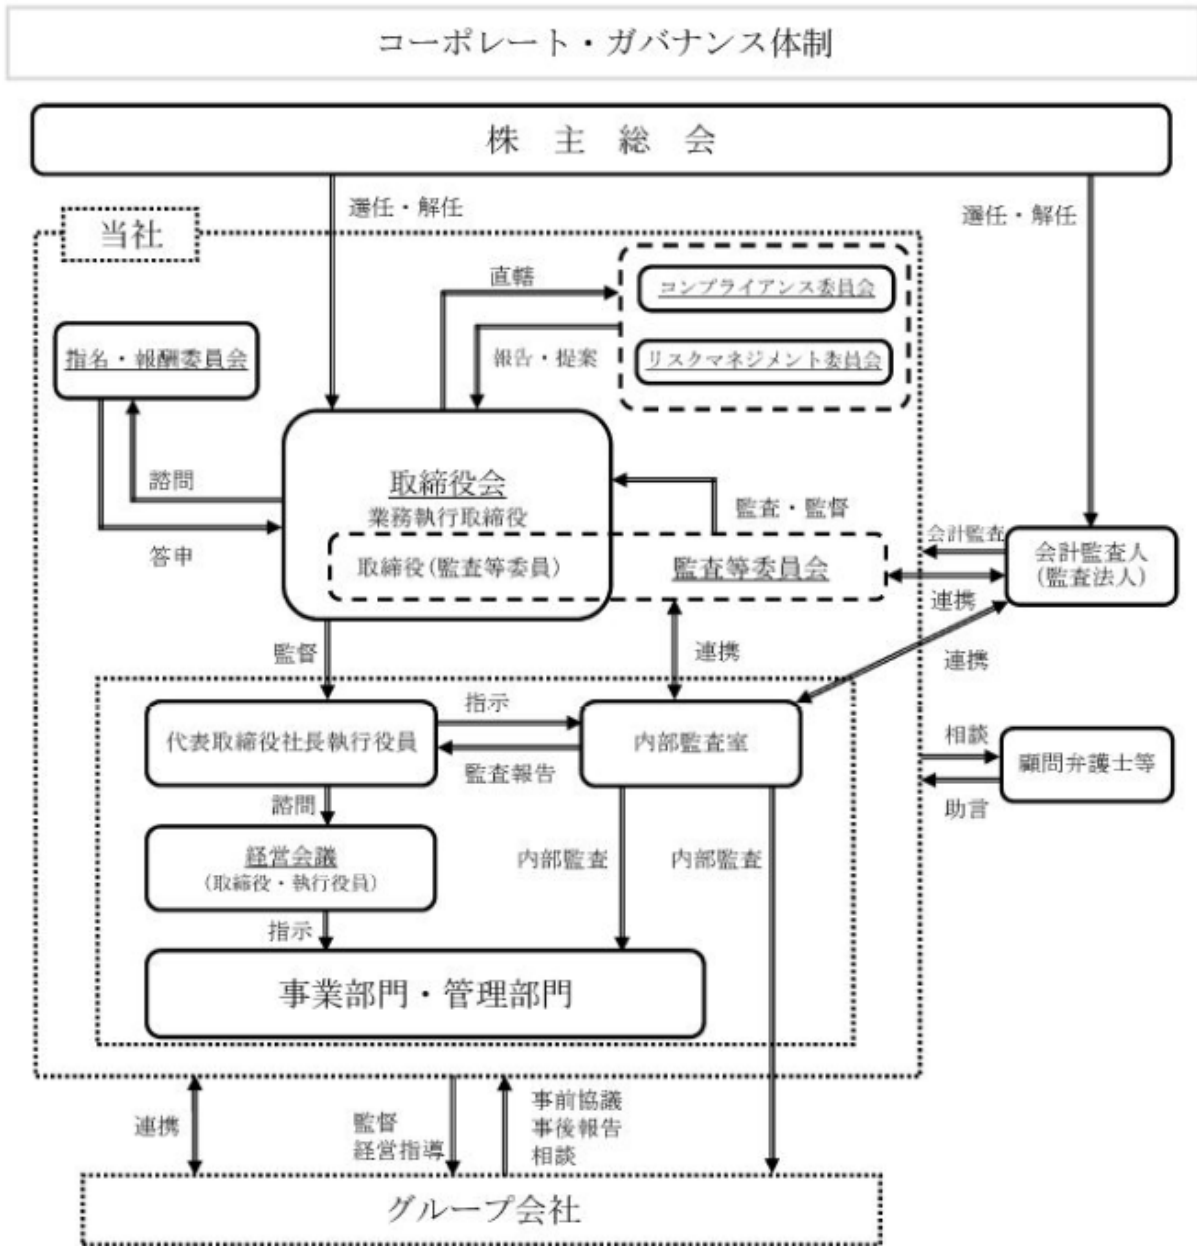 コーポレート・ガバナンス体制
株主総会
選任・解任
選任・解任
当社
直轄
コンプライアンス委員会
指名・報酬委員会
報告・提案
リスクマネジメント委員会
諮問
取締役会
業務執行取締役
監査・監督
答申
取締役(監査等委員)
監査等委員会
会計監査
会計監査人
(監査法人)
連携
監督
連携
連携
指示
代表取締役社長執行役員
内部監査室
監査報告
相談
顧問弁護士等
助言
諮問
経営会議
(取締役・執行役員)
内部監査
内部監査
指示
事業部門・管理部門
連携
監督
経営指導
事前協議
事後報告
相談
グループ会社